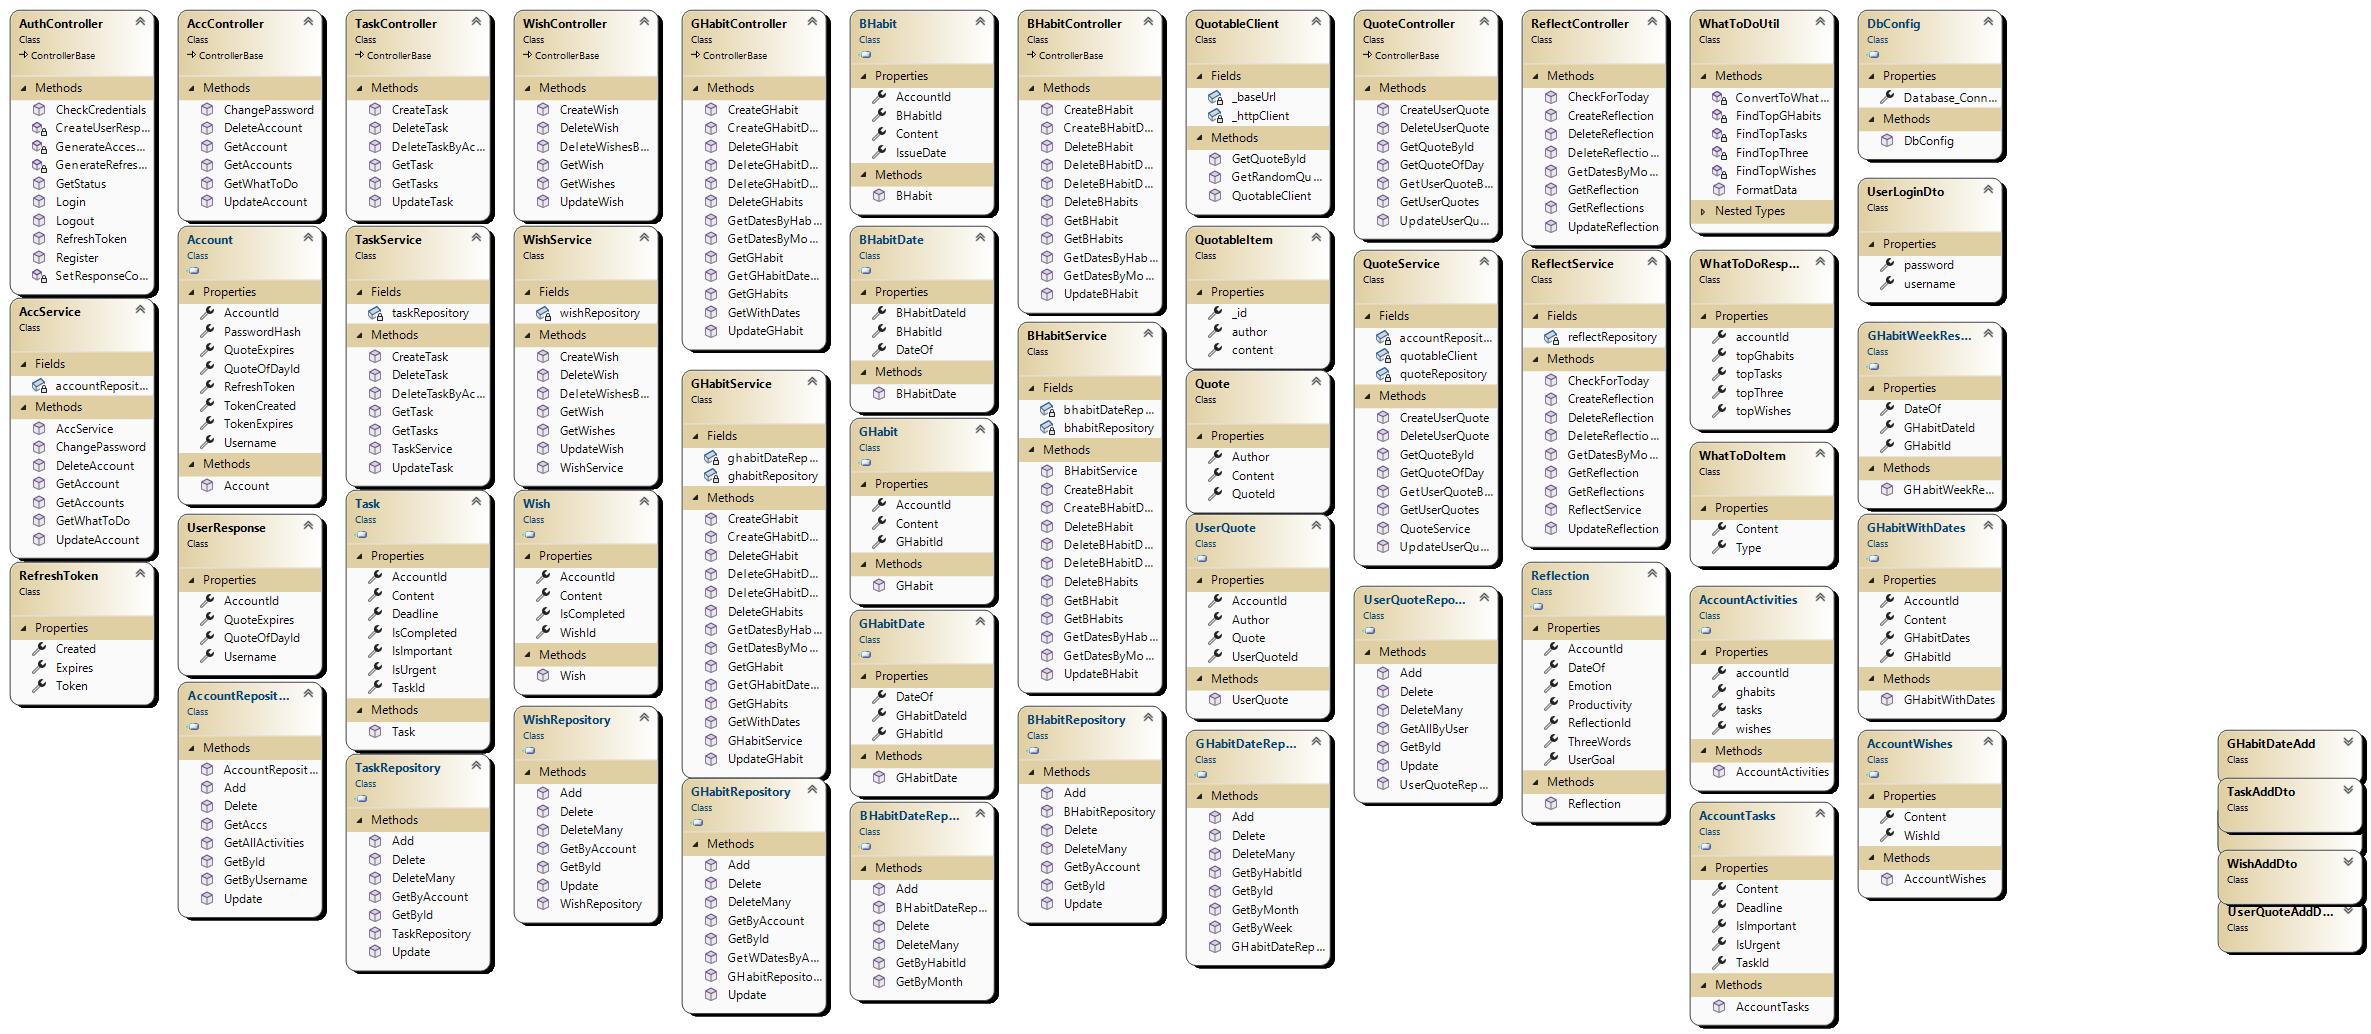 AuthController
Class
ControllerBase
Methods
CheckCredentials
CreateUserResp...
GenerateAcces...
GenerateRefres...
GetStatus
Login
Logout
RefreshToken
Register
SetResponseCo...
AccService
Class
Fields
accountReposit...
Methods
AccService
ChangePassword
DeleteAccount
GetAccount
GetAccounts
GetWhatToDo
UpdateAccount
RefreshToken
Class
Properties
Created
Expires
Token
AccController
Class
ControllerBase
Methods
ChangePassword
DeleteAccount
GetAccount
GetAccounts
GetWhatToDo
UpdateAccount
Account
Class
Properties
AccountId
PasswordHash
QuoteExpires
QuoteOfDayId
RefreshToken
TokenCreated
TokenExpires
Username
Methods
Account
UserResponse
Class
Properties
AccountId
QuoteExpires
QuoteOfDayId
Username
AccountReposit...
Class
Methods
AccountReposit...
Add
Delete
GetAccs
GetAllActivities
GetById
GetByUsername
Update
TaskController
Class
ControllerBase
Methods
CreateTask
DeleteTask
DeleteTaskByAc...
GetTask
GetTasks
UpdateTask
TaskService
Class
Fields
taskRepository
Methods
CreateTask
DeleteTask
DeleteTaskByAc...
GetTask
GetTasks
TaskService
UpdateTask
Task
Class
Properties
AccountId
Content
Deadline
IsCompleted
IsImportant
IsUrgent
TaskId
Methods
Task
TaskRepository
Class
Methods
Add
Delete
DeleteMany
GetByAccount
GetById
TaskRepository
Update
WishController
Class
ControllerBase
Methods
CreateWish
DeleteWish
DeleteWishesB...
GetWish
GetWishes
UpdateWish
WishService
Class
Fields
wishRepository
Methods
CreateWish
DeleteWish
DeleteWishesB...
GetWish
GetWishes
UpdateWish
WishService
Wish
Class
Properties
AccountId
Content
IsCompleted
WishId
Methods
Wish
WishRepository
Class
Methods
Add
Delete
DeleteMany
GetByAccount
GetById
Update
WishRepository
GHabitController
Class
ControllerBase
Methods
CreateGHabit
CreateGHabitD...
DeleteGHabit
DeleteGHabitD...
DeleteGHabitD...
DeleteGHabits
GetDatesByHab...
GetDatesByMo...
GetGHabit
GetGHabitDate...
GetGHabits
GetWithDates
UpdateGHabit
GHabitService
Class
Fields
ghabitDateRep...
ghabitRepository
Methods
CreateGHabit
CreateGHabitD...
DeleteGHabit
DeleteGHabitD...
DeleteGHabitD...
DeleteGHabits
GetDatesByHab...
GetDatesByMo...
GetGHabit
GetGHabitDate...
GetGHabits
GetWithDates
GHabitService
UpdateGHabit
GHabitRepository
Class
Methods
Add
Delete
DeleteMany
GetByAccount
GetById
GetWDatesByA...
GHabitReposito...
Update
BHabit
Class
Properties
AccountId
BHabitId
Content
IssueDate
Methods
BHabit
BHabitDate
Class
Properties
BHabitDateId
BHabitId
DateOf
Methods
BHabitDate
GHabit
Class
Properties
AccountId
Content
GHabitId
Methods
GHabit
GHabitDate
Class
Properties
DateOf
GHabitDateId
GHabitId
Methods
GHabitDate
BHabitDateRep...
Class
Methods
Add
BHabitDateRep...
Delete
DeleteMany
GetByHabitId
GetByMonth
BHabitController
Class
ControllerBase
Methods
CreateBHabit
CreateBHabitD...
DeleteBHabit
DeleteBHabitD...
DeleteBHabitD...
DeleteBHabits
GetBHabit
GetBHabits
GetDatesByHab...
GetDatesByMo...
UpdateBHabit
BHabitService
Class
Fields
bhabitDateRep...
bhabitRepository
Methods
BHabitService
CreateBHabit
CreateBHabitD...
DeleteBHabit
DeleteBHabitD...
DeleteBHabitD...
DeleteBHabits
GetBHabit
GetBHabits
GetDatesByHab...
GetDatesByMo...
UpdateBHabit
BHabitRepository
Class
Methods
Add
BHabitRepository
Delete
DeleteMany
GetByAccount
GetById
Update
QuotableClient
Class
Fields
_baseUrl
_httpClient
Methods
GetQuoteById
GetRandomQu...
QuotableClient
QuotableItem
Class
Properties
_id
author
content
Quote
Class
Properties
Author
Content
QuoteId
UserQuote
Class
Properties
AccountId
Author
Quote
UserQuoteId
Methods
UserQuote
GHabitDateRep...
Class
Methods
Add
Delete
DeleteMany
GetByHabitId
GetById
GetByMonth
GetByWeek
GHabitDateRep...
QuoteController
Class
ControllerBase
Methods
CreateUserQuote
DeleteUserQuote
GetQuoteById
GetQuoteOfDay
GetUserQuoteB...
GetUserQuotes
UpdateUserQu...
QuoteService
Class
Fields
accountReposit...
quotableClient
quoteRepository
Methods
CreateUserQuote
DeleteUserQuote
GetQuoteById
GetQuoteOfDay
GetUserQuoteB...
GetUserQuotes
QuoteService
UpdateUserQu...
UserQuoteRepo...
Class
Methods
Add
Delete
DeleteMany
GetAllByUser
GetById
Update
UserQuoteRep...
ReflectController
Class
Methods
CheckForToday
CreateReflection
DeleteReflection
DeleteReflectio...
GetDatesByMo...
GetReflection
GetReflections
UpdateReflection
ReflectService
Class
Fields
reflectRepository
Methods
CheckForToday
CreateReflection
DeleteReflection
DeleteReflectio...
GetDatesByMo...
GetReflection
GetReflections
ReflectService
UpdateReflection
Reflection
Class
Properties
AccountId
DateOf
Emotion
Productivity
ReflectionId
ThreeWords
UserGoal
Methods
Reflection
WhatToDoUtil
Class
Methods
ConvertToWhat...
FindTopGHabits
FindTopTasks
FindTopThree
FindTopWishes
FormatData
Nested Types
WhatToDoResp...
Class
Properties
accountId
topGhabits
topTasks
topThree
topWishes
WhatToDoItem
Class
Properties
Content
Type
AccountActivities
Class
Properties
accountId
ghabits
tasks
wishes
Methods
AccountActivities
AccountTasks
Class
Properties
Content
Deadline
IsImportant
IsUrgent
TaskId
Methods
AccountTasks
DbConfig
Class
Properties
Database_Conn...
Methods
DbConfig
UserLoginDto
Class
Properties
password
username
GHabitWeekRes...
Class
Properties
DateOf
GHabitDateId
GHabitId
Methods
GHabitWeekRe...
GHabitWithDates
Class
Properties
AccountId
Content
GHabitDates
GHabitId
Methods
GHabitWithDates
AccountWishes
Class
Properties
Content
WishId
Methods
AccountWishes
GHabitDateAdd
Class
TaskAddDto
Class
WishAddDto
Class
UserQuoteAddD...
Class